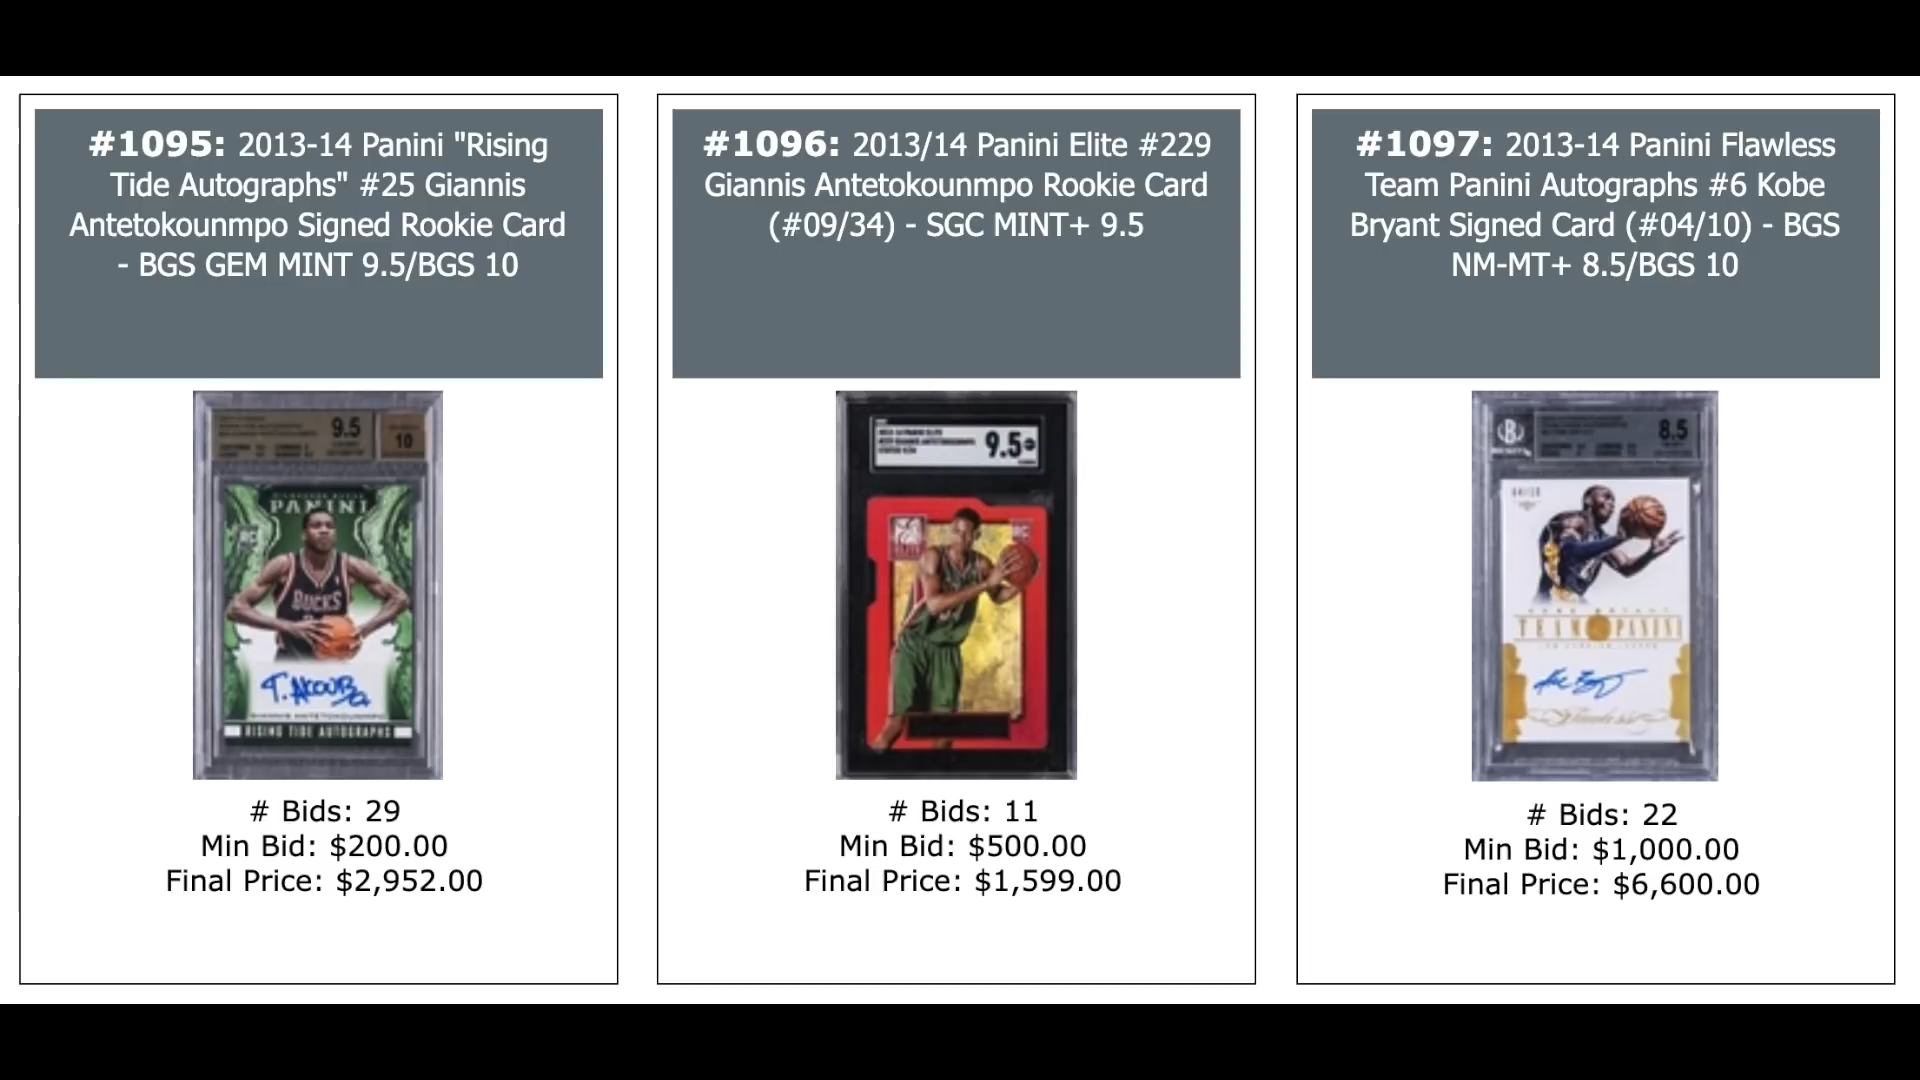 #1095: 2013-14 Panini "Rising
Tide Autographs" #25 Giannis
Antetokounmpo Signed Rookie Card
- BGS GEM MINT 9.5/BGS 10
9.5
10
PANINI
RC
BUCKS
RISING TIDE AUTOGRAPHS
# Bids: 29
Min Bid: $200.00
Final Price: $2,952.00
#1096: 2013/14 Panini Elite #229
Giannis Antetokounmpo Rookie Card
(#09/34) - SGC MINT+ 9.5
9.5
RC
# Bids: 11
Min Bid: $500.00
Final Price: $1,599.00
#1097: 2013-14 Panini Flawless
Team Panini Autographs #6 Kobe
Bryant Signed Card (#04/10) - BGS
NM-MT+ 8.5/BGS 10
8.5
04/10
TEAM PANINI
Flawless
# Bids: 22
Min Bid: $1,000.00
Final Price: $6,600.00